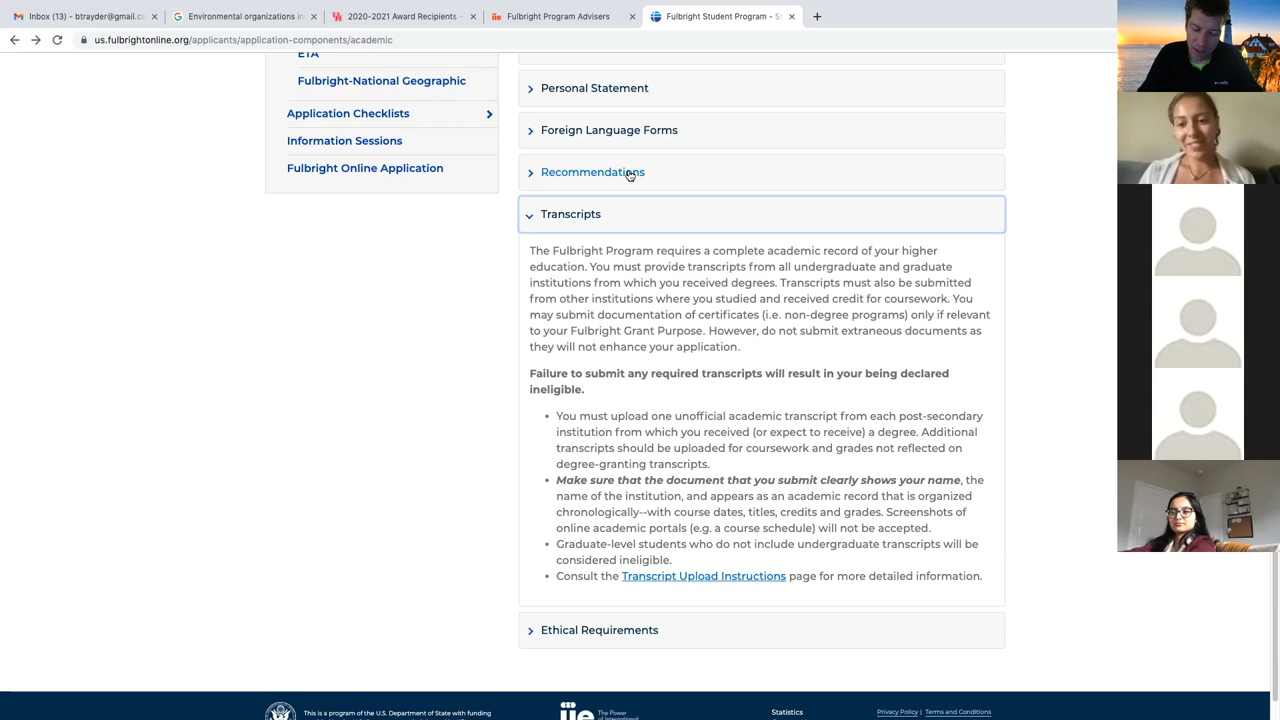 Inbox (13) - btrayder@gmail.co
Environmental organizations in
2020-2021 Award Recipients -
Fulbright Program Advisers
Fulbright Student Program - S
us.fulbrightonline.org/applicants/application-components/academic
ETA
Fulbright-National Geographic
Application Checklists
Information Sessions
Fulbright Online Application
Personal Statement
Foreign Language Forms
Recommendations
Transcripts
The Fulbright Program requires a complete academic record of your higher
education. You must provide transcripts from all undergraduate and graduate
institutions from which you received degrees. Transcripts must also be submitted
from other institutions where you studied and received credit for coursework. You
may submit documentation of certificates (i.e. non-degree programs) only if relevant
to your Fulbright Grant Purpose. However, do not submit extraneous documents as
they will not enhance your application.
Failure to submit any required transcripts will result in your being declared
ineligible.
• You must upload one unofficial academic transcript from each post-secondary
institution from which you received (or expect to receive) a degree. Additional
transcripts should be uploaded for coursework and grades not reflected on
degree-granting transcripts.
• Make sure that the document that you submit clearly shows your name, the
name of the institution, and appears as an academic record that is organized
chronologically--with course dates, titles, credits and grades. Screenshots of
online academic portals (e.g. a course schedule) will not be accepted.
• Graduate-level students who do not include undergraduate transcripts will be
considered ineligible.
• Consult the Transcript Upload Instructions page for more detailed information.
Ethical Requirements
This is a program of the U.S. Department of State with funding
iie
The Power
of International
Statistics
Privacy Policy | Terms and Conditions